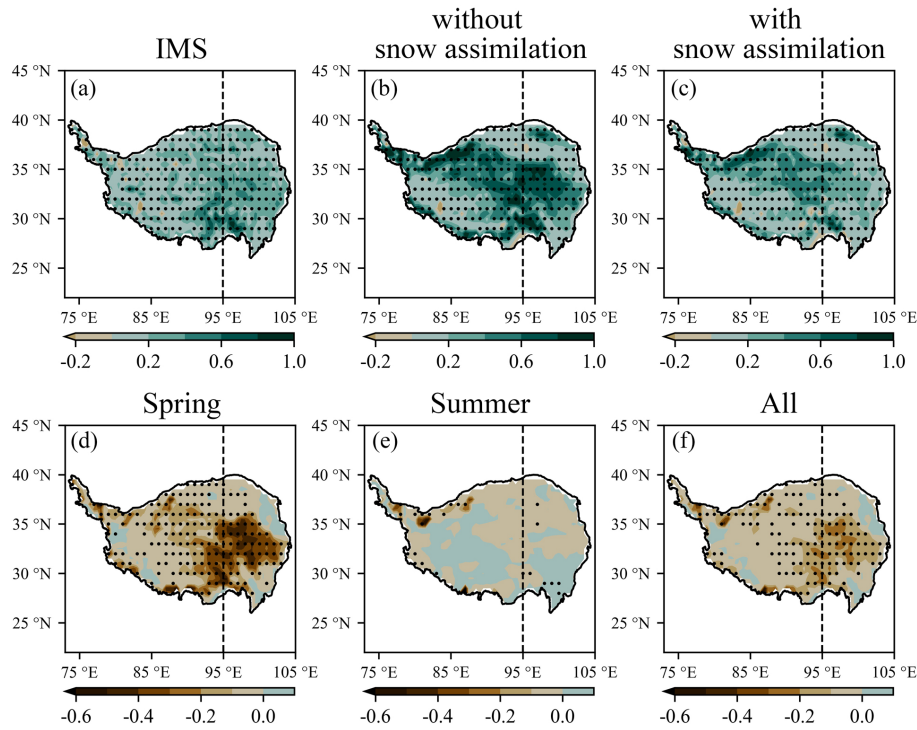 IMS
without
snow assimilation
with
snow assimilation
(a)
45 °N
40 °N
35 °N
30 °N
25 °N
75 °E
85 °E
95 °E
105 °E
-0.2
0.2
0.6
1.0
(b)
45 °N
40 °N
35 °N
30 °N
25 °N
75 °E
85 °E
95 °E
105 °E
-0.2
0.2
0.6
1.0
(c)
45 °N
40 °N
35 °N
30 °N
25 °N
75 °E
85 °E
95 °E
105 °E
-0.2
0.2
0.6
1.0
Spring
(d)
45 °N
40 °N
35 °N
30 °N
25 °N
75 °E
85 °E
95 °E
105 °E
-0.6
-0.4
-0.2
0.0
Summer
(e)
45 °N
40 °N
35 °N
30 °N
25 °N
75 °E
85 °E
95 °E
105 °E
-0.6
-0.4
-0.2
0.0
All
(f)
45 °N
40 °N
35 °N
30 °N
25 °N
75 °E
85 °E
95 °E
105 °E
-0.6
-0.4
-0.2
0.0